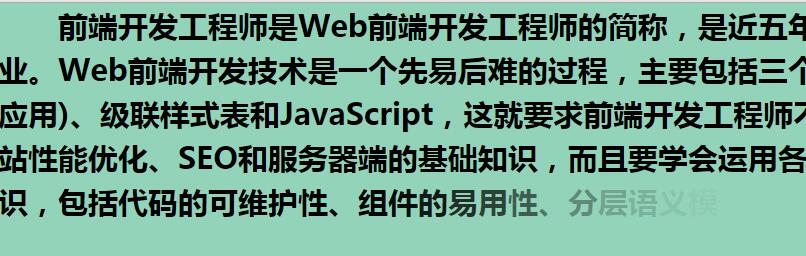 前端开发工程师是Web前端开发工程师的简称，是近五年
业。Web前端开发技术是一个先易后难的过程，主要包括三个
应用)、级联样式表和JavaScript，这就要求前端开发工程师不
站性能优化、SEO和服务器端的基础知识，而且要学会运用各
识，包括代码的可维护性、组件的易用性、分层语义模